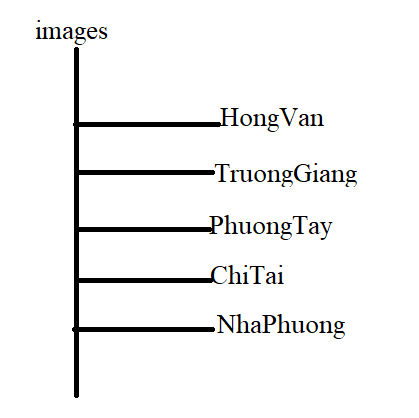 images
HongVan
TruongGiang
PhuongTay
ChiTai
NhaPhuong